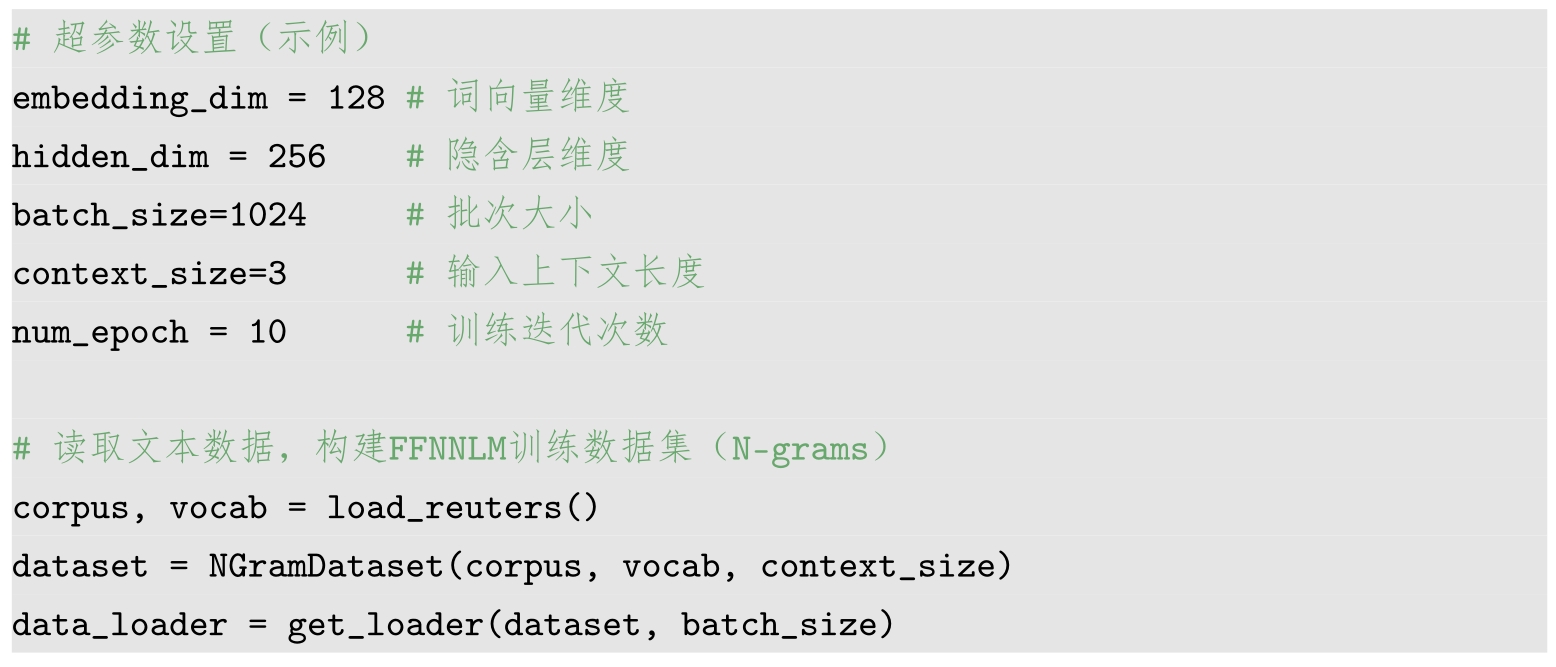 # 超参数设置（示例）
embedding_dim = 128 # 词向量维度
hidden_dim = 256    # 隐含层维度
batch_size=1024     # 批次大小
context_size=3      # 输入上下文长度
num_epoch = 10      # 训练迭代次数
# 读取文本数据，构建FFNNLM训练数据集（N-grams）
corpus, vocab = load_reuters()
dataset = NGramDataset(corpus, vocab, context_size)
data_loader = get_loader(dataset, batch_size)